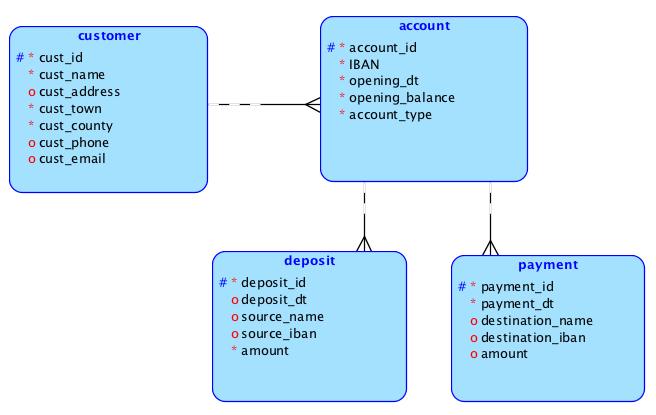 customer
# * cust_id
* cust_name
o cust_address
* cust_town
* cust_county
o cust_phone
o cust_email
account
# * account_id
* IBAN
* opening_dt
* opening_balance
* account_type
deposit
# * deposit_id
o deposit_dt
o source_name
o source_iban
* amount
payment
# * payment_id
* payment_dt
o destination_name
o destination_iban
o amount